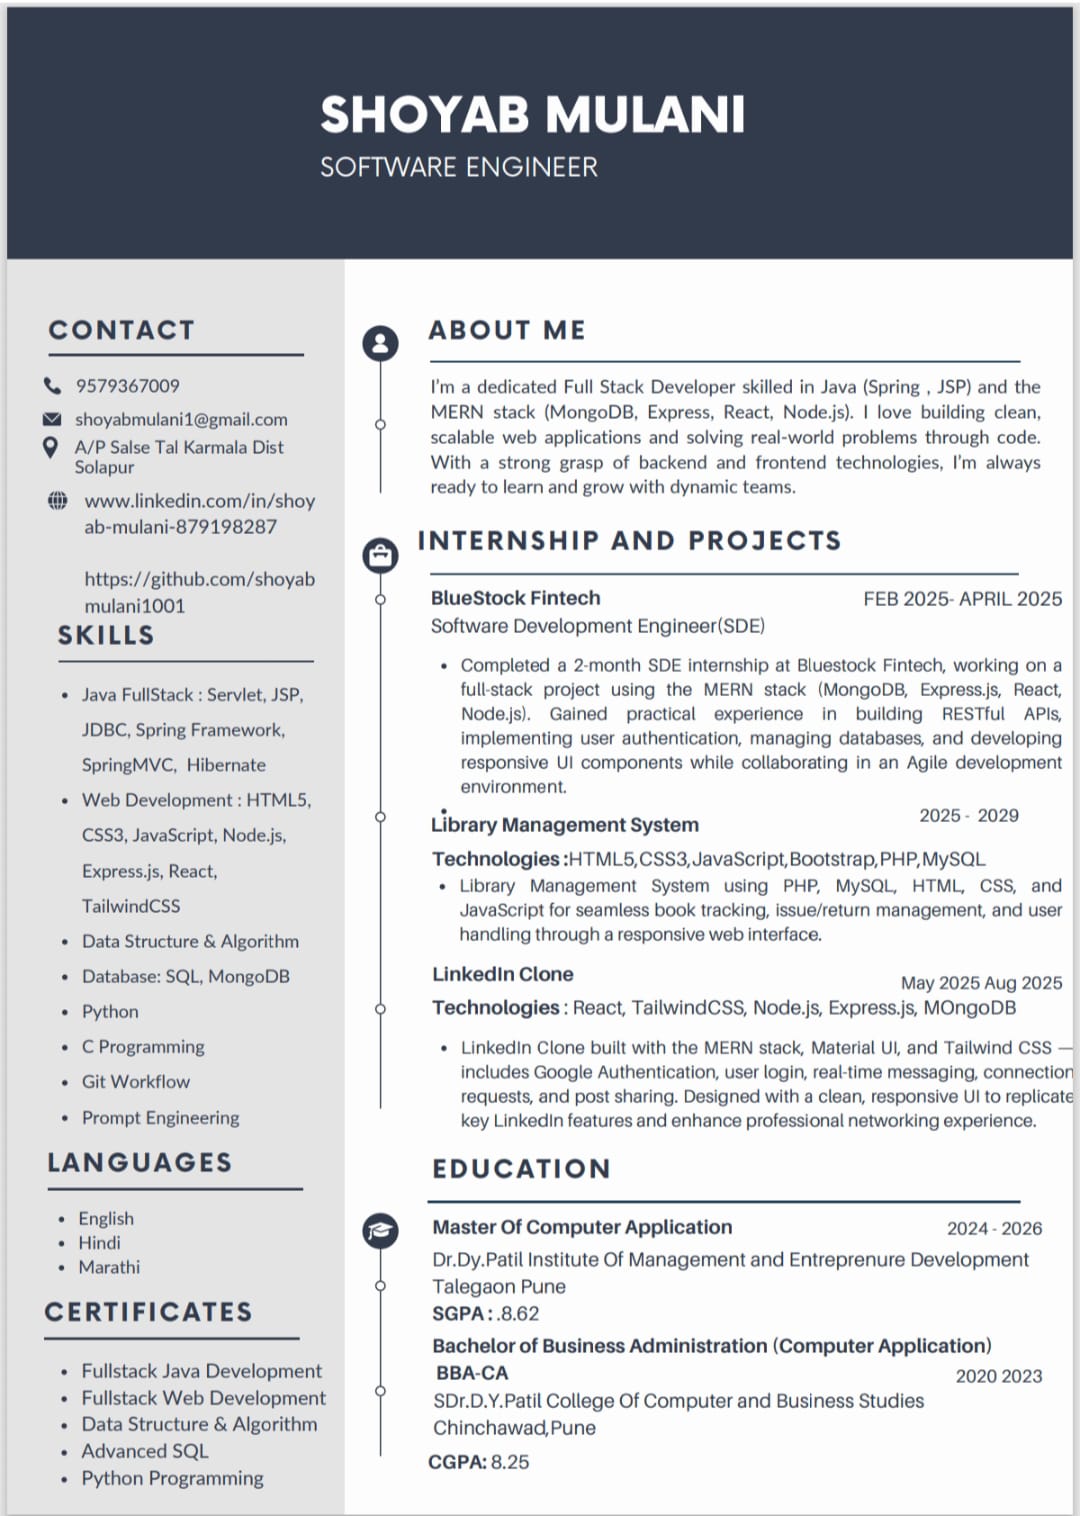 SHOYAB MULANI
SOFTWARE ENGINEER
CONTACT
9579367009
shoyabmulani1@gmail.com
A/P Salse Tal Karmala Dist
Solapur
www.linkedin.com/in/shoy
ab-mulani-879198287
https://github.com/shoyab
mulani1001
SKILLS
• Java FullStack : Servlet, JSP,
JDBC, Spring Framework,
SpringMVC, Hibernate
• Web Development : HTML5,
CSS3, JavaScript, Node.js,
Express.js, React,
TailwindCSS
• Data Structure & Algorithm
• Database: SQL, MongoDB
• Python
• C Programming
• Git Workflow
• Prompt Engineering
LANGUAGES
• English
• Hindi
• Marathi
CERTIFICATES
• Fullstack Java Development
• Fullstack Web Development
• Data Structure & Algorithm
• Advanced SQL
• Python Programming
ABOUT ME
I'm a dedicated Full Stack Developer skilled in Java (Spring , JSP) and the
MERN stack (MongoDB, Express, React, Node.js). I love building clean,
scalable web applications and solving real-world problems through code.
With a strong grasp of backend and frontend technologies, I'm always
ready to learn and grow with dynamic teams.
INTERNSHIP AND PROJECTS
BlueStock Fintech FEB 2025- APRIL 2025
Software Development Engineer(SDE)
• Completed a 2-month SDE internship at Bluestock Fintech, working on a
full-stack project using the MERN stack (MongoDB, Express.js, React,
Node.js). Gained practical experience in building RESTful APIs,
implementing user authentication, managing databases, and developing
responsive UI components while collaborating in an Agile development
environment.
Library Management System 2025 - 2029
Technologies :HTML5,CSS3,JavaScript,Bootstrap,PHP,MySQL
• Library Management System using PHP, MySQL, HTML, CSS, and
JavaScript for seamless book tracking, issue/return management, and user
handling through a responsive web interface.
LinkedIn Clone May 2025 Aug 2025
Technologies : React, TailwindCSS, Node.js, Express.js, MOngoDB
• LinkedIn Clone built with the MERN stack, Material UI, and Tailwind CSS —
includes Google Authentication, user login, real-time messaging, connection
requests, and post sharing. Designed with a clean, responsive UI to replicate
key LinkedIn features and enhance professional networking experience.
EDUCATION
Master Of Computer Application 2024 - 2026
Dr.Dy.Patil Institute Of Management and Entreprenure Development
Talegaon Pune
SGPA : .8.62
Bachelor of Business Administration (Computer Application)
BBA-CA 2020 2023
SDr.D.Y.Patil College Of Computer and Business Studies
Chinchawad,Pune
CGPA: 8.25